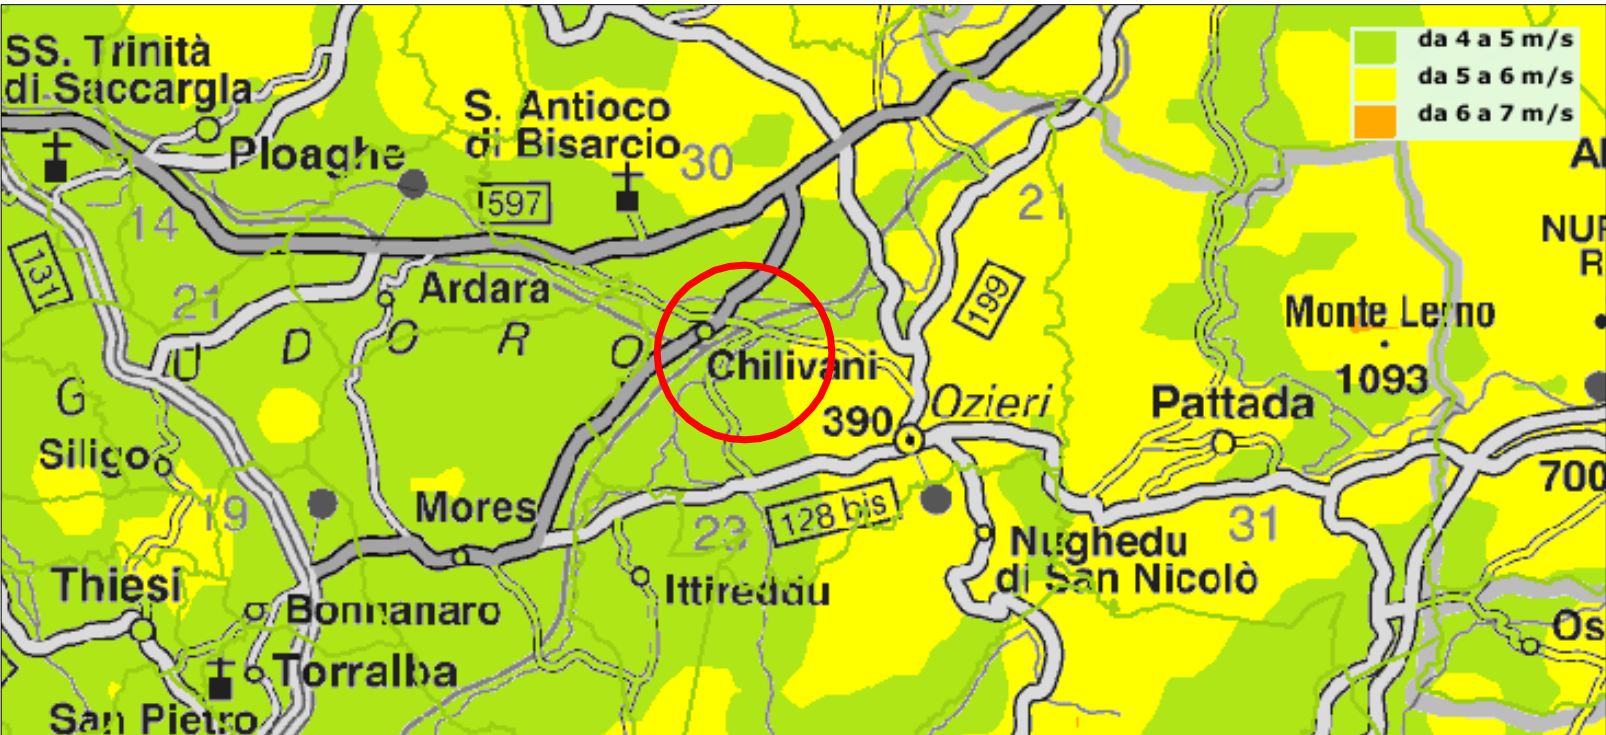 da 4 a 5 m/s
da 5 a 6 m/s
da 6 a 7 m/s
SS. Trinità
di Saccargla
S. Antioco
di Bisarcio
30
Ploaghe
597
14
21
131
Ardara
21
199
Monte Lerno
1093
G U D C R O
Chilivani
390
Ozieri
Pattada
Siligo
700
19
Mores
23
128 bis
31
Nughedu
di San Nicolò
Thiesi
Bonnanaro
Ittireddu
Torralba
San Pietro